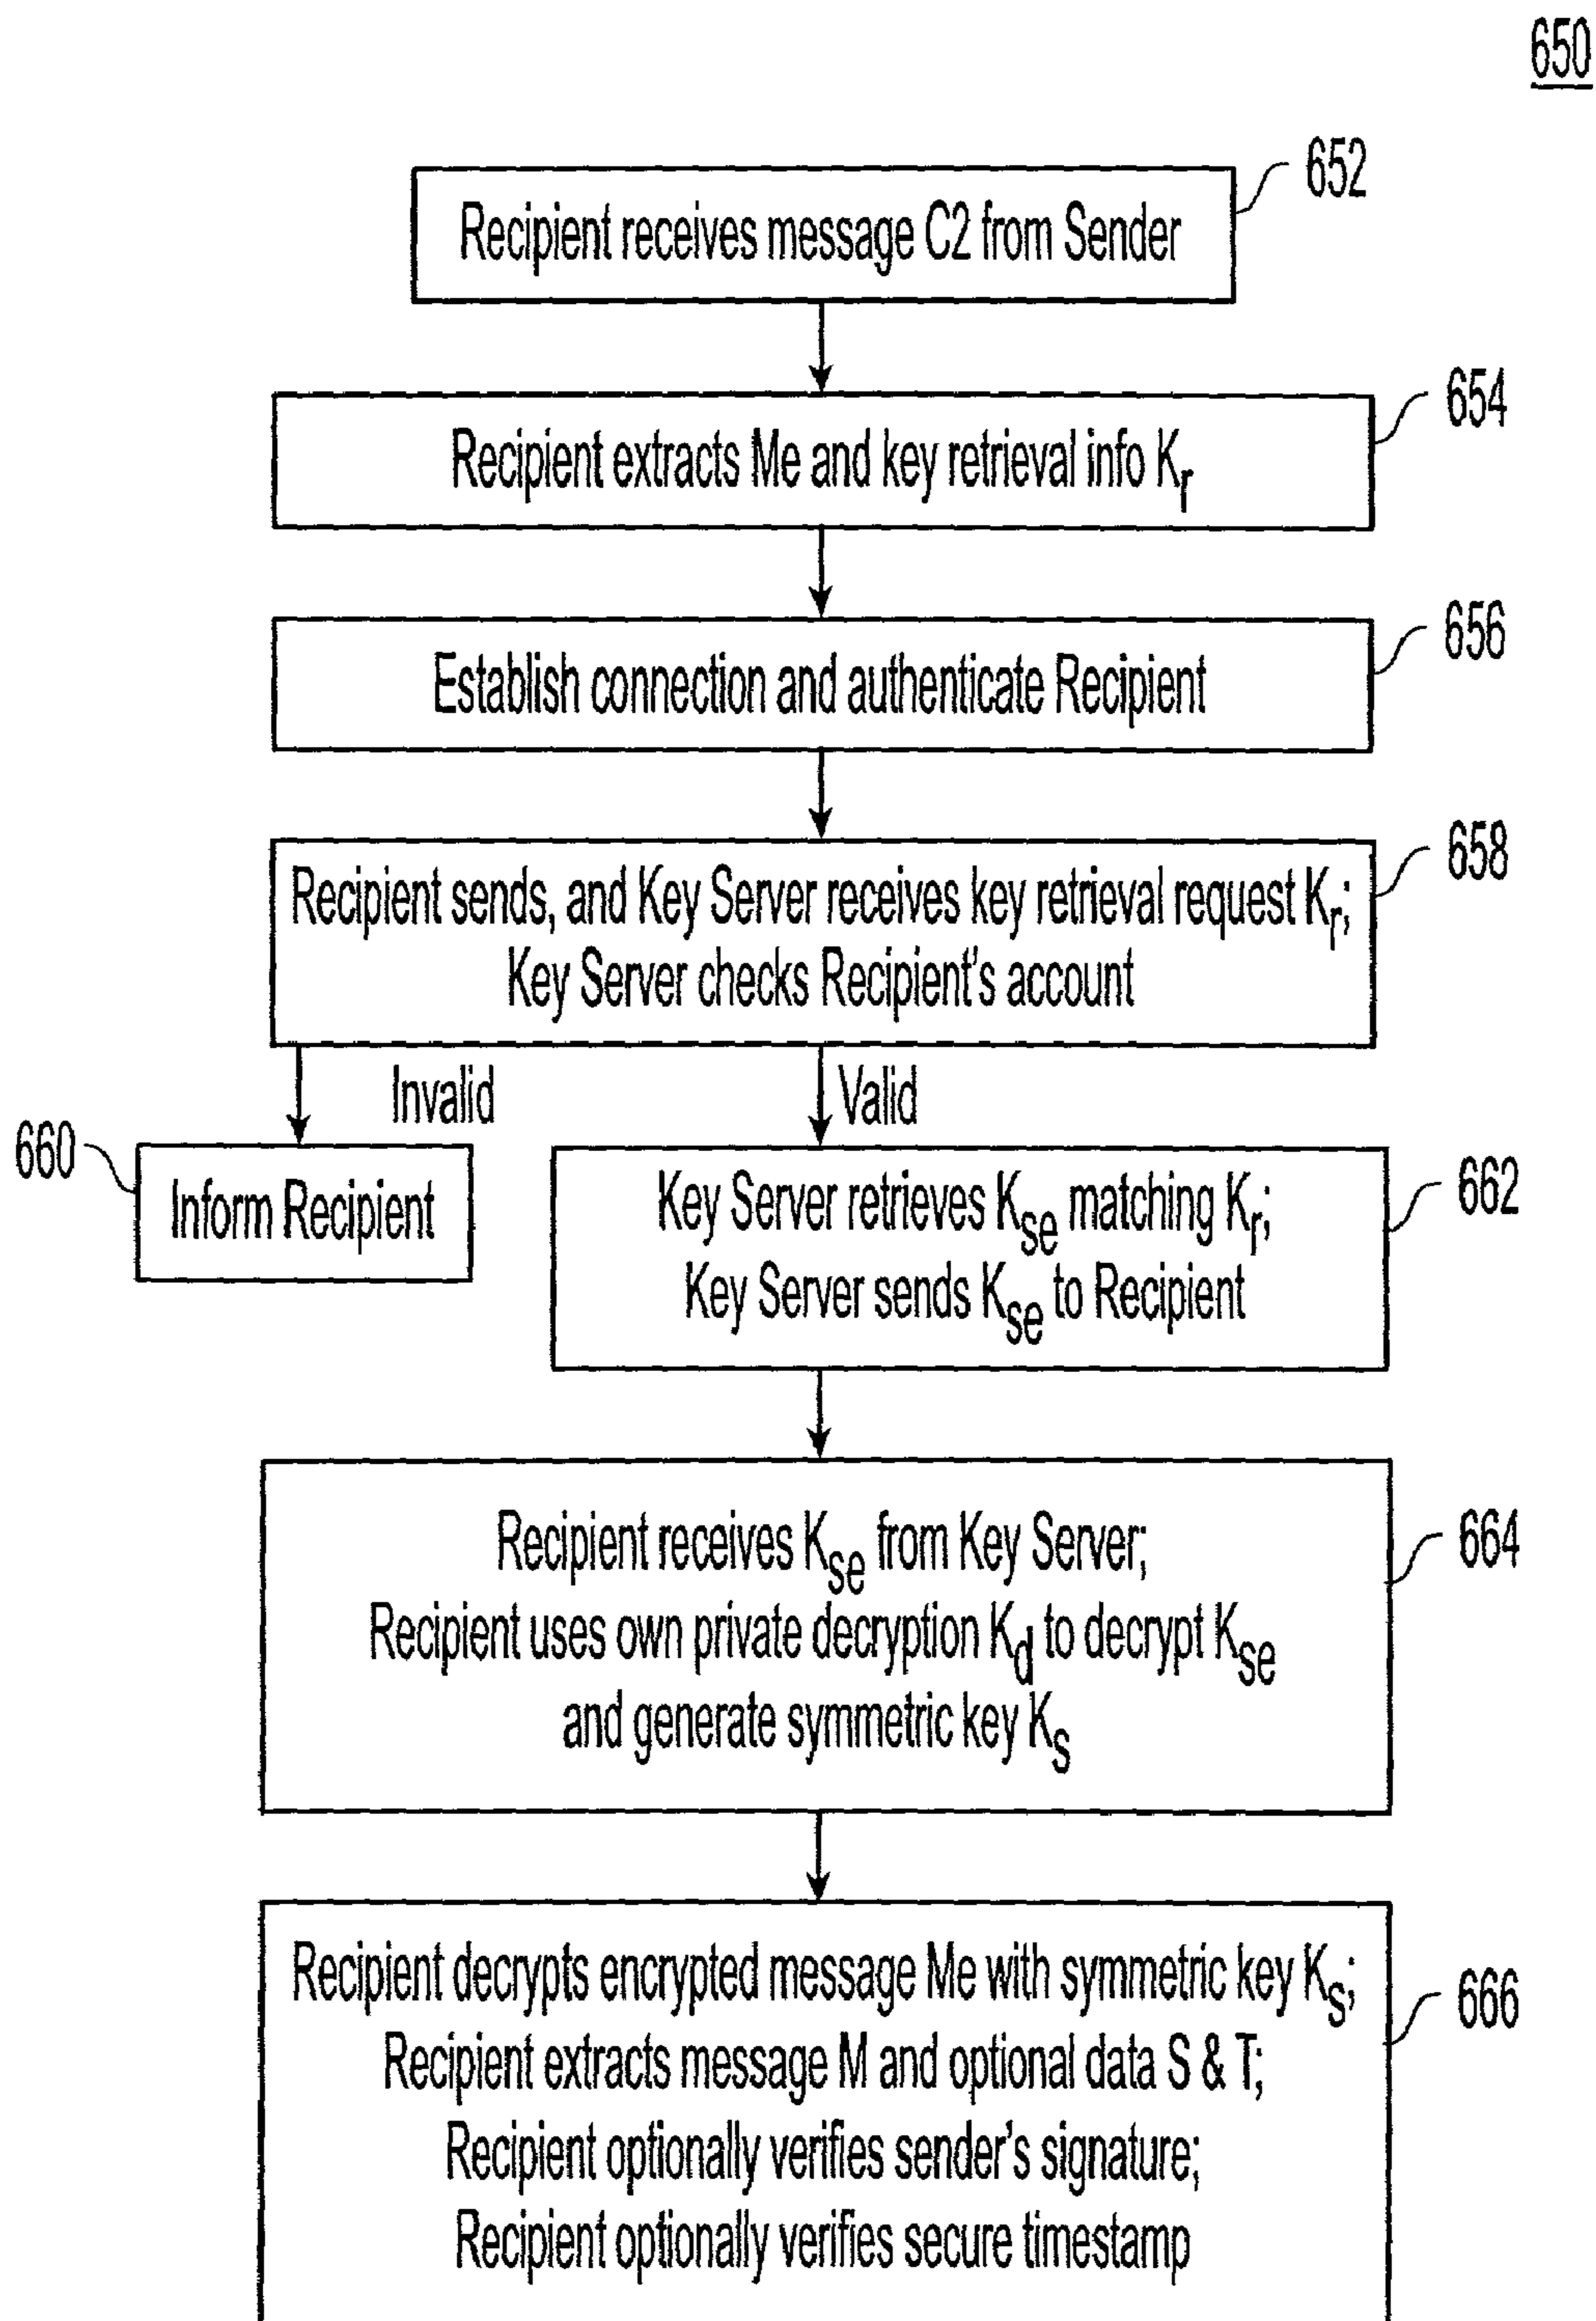 650
652
Recipient receives message C2 from Sender
654
Recipient extracts Me and key retrieval info Kr
656
Establish connection and authenticate Recipient
658
Recipient sends, and Key Server receives key retrieval request Kr;
Key Server checks Recipient's account
Invalid
Valid
660
Inform Recipient
662
Key Server retrieves Kse matching Kr;
Key Server sends Kse to Recipient
664
Recipient receives Kse from Key Server;
Recipient uses own private decryption Kd to decrypt Kse
and generate symmetric key Ks
666
Recipient decrypts encrypted message Me with symmetric key Ks;
Recipient extracts message M and optional data S & T;
Recipient optionally verifies sender's signature;
Recipient optionally verifies secure timestamp